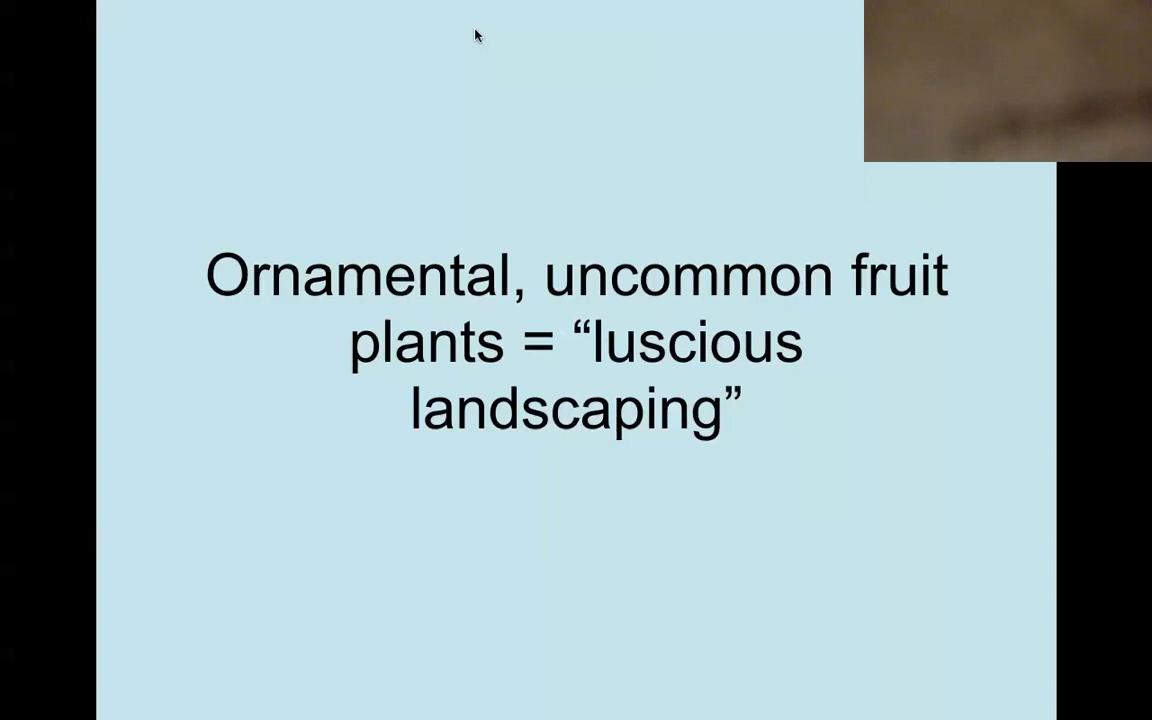 Ornamental, uncommon fruit
plants = “luscious
landscaping”